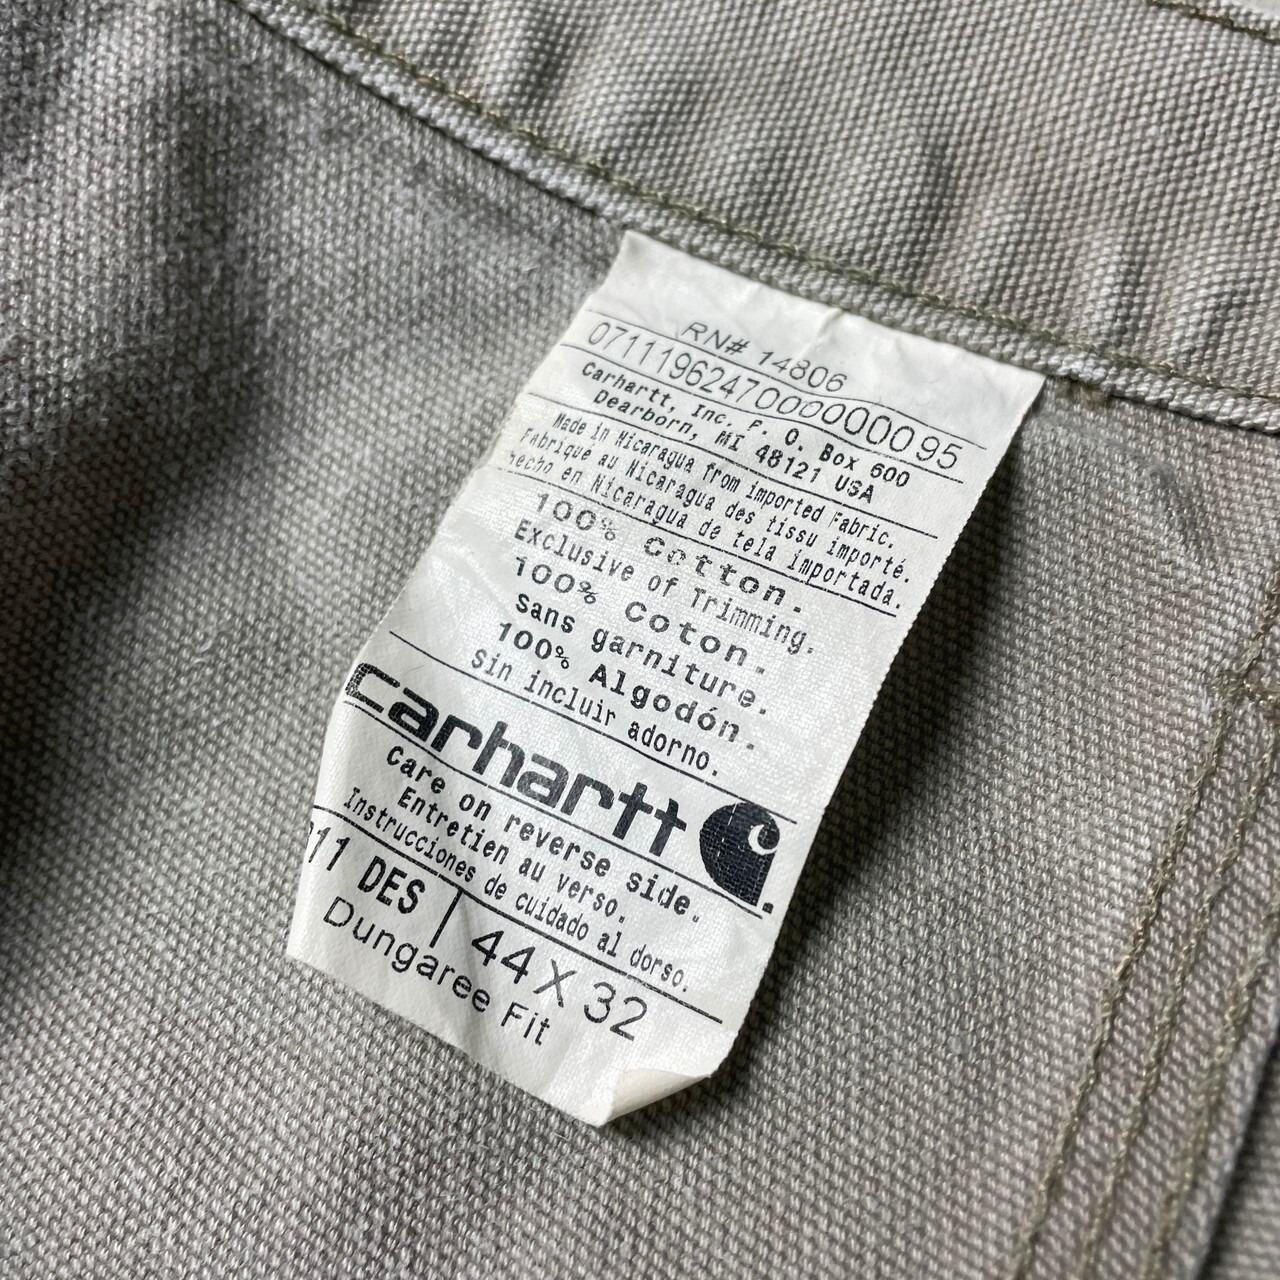 RN# 14806
07111962470000000095
Carhartt, Inc. P. O. Box 600
Dearborn, MI 48121 USA
Made in Nicaragua from imported Fabric.
Fabriqué au Nicaragua des tissu importé.
hecho en Nicaragua de tela importada.
100% Cotton.
Exclusive of Trimming.
100% Coton.
Sans garniture.
100% Algodón.
Sin incluir adorno.
carhartt
Care on reverse side.
Entretien au verso.
Instrucciones de cuidado al dorso.
11 DES 44 X 32
Dungaree Fit